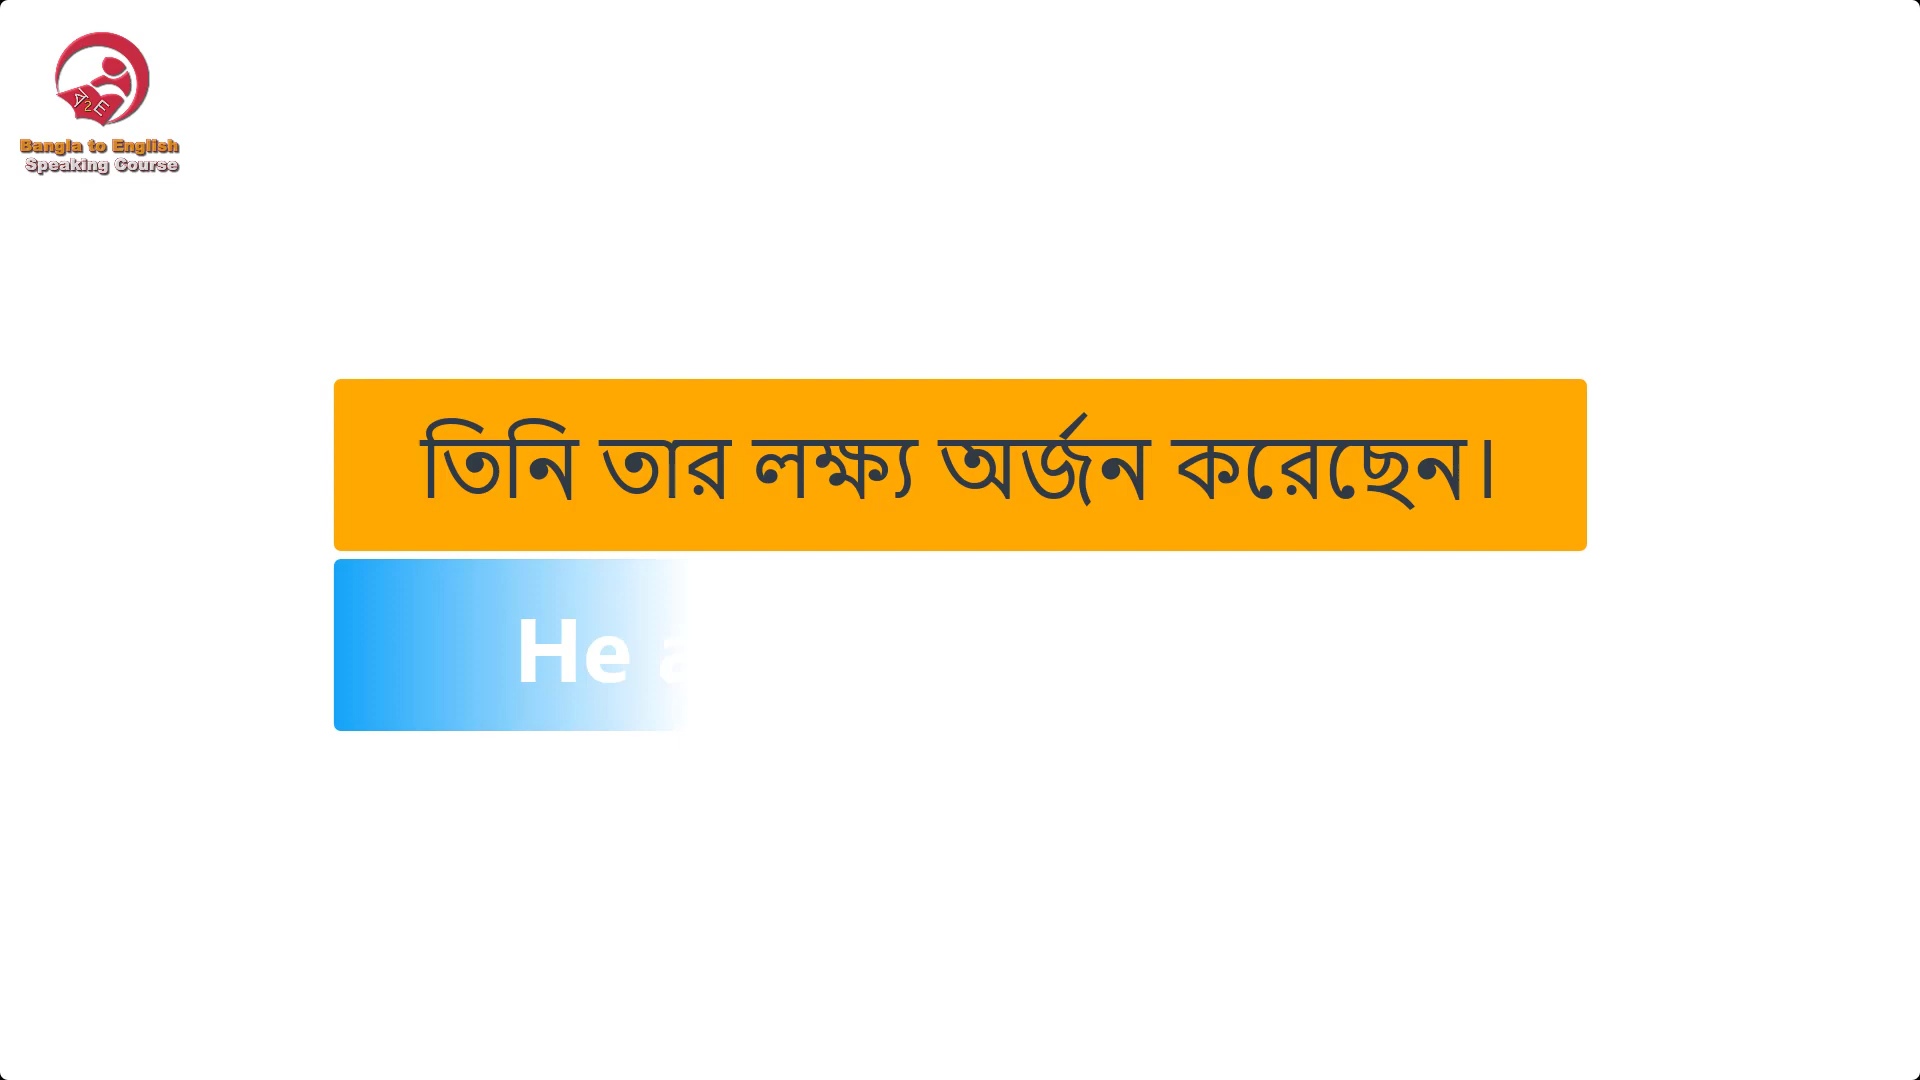 Bangla to English
Speaking Course
তিনি তার লক্ষ্য অর্জন করেছেন।
He